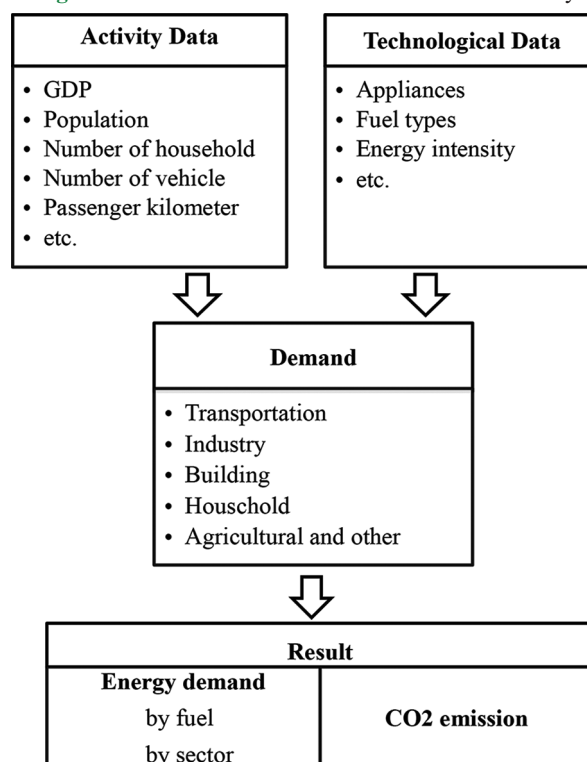 Activity Data
• GDP
• Population
• Number of household
• Number of vehicle
• Passenger kilometer
• etc.
Technological Data
• Appliances
• Fuel types
• Energy intensity
• etc.
Demand
• Transportation
• Industry
• Building
• Household
• Agricultural and other
Result
Energy demand
by fuel
by sector
CO2 emission